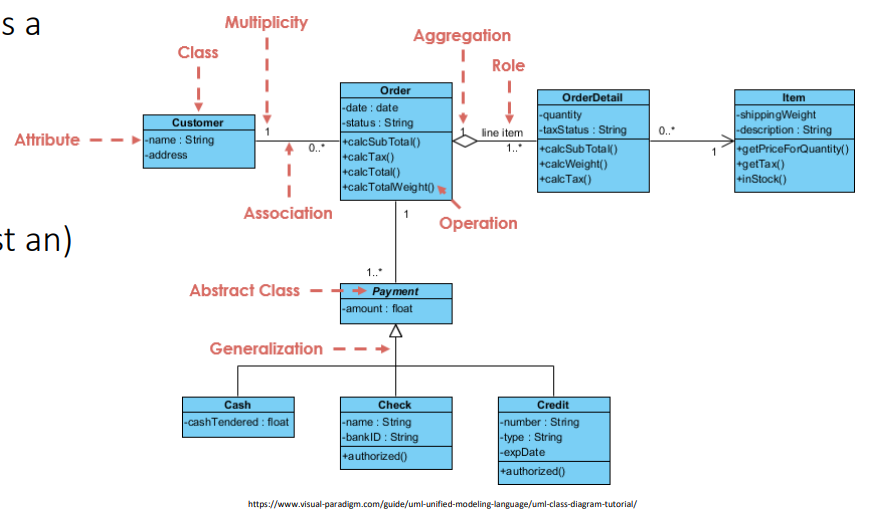 s a
st an)
Multiplicity
Class
Aggregation
Role
Attribute
Association
Operation
Abstract Class
Generalization
Customer
-name : String
-address
1
0..*
Order
-date : date
-status : String
+calcSubTotal()
+calcTax()
+calcTotal()
+calcTotalWeight()
1
line item
1..*
OrderDetail
-quantity
-taxStatus : String
+calcSubTotal()
+calcWeight()
+calcTax()
0..*
1
Item
-shippingWeight
-description : String
+getPriceForQuantity()
+getTax()
+inStock()
1
1..*
Payment
-amount : float
Cash
-cashTendered : float
Check
-name : String
-bankID : String
+authorized()
Credit
-number : String
-type : String
-expDate
+authorized()
https://www.visual-paradigm.com/guide/uml-unified-modeling-language/uml-class-diagram-tutorial/